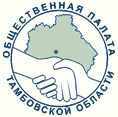 ОБЩЕСТВЕННАЯ ПАЛАТА
ТАМБОВСКОЙ ОБЛАСТИ